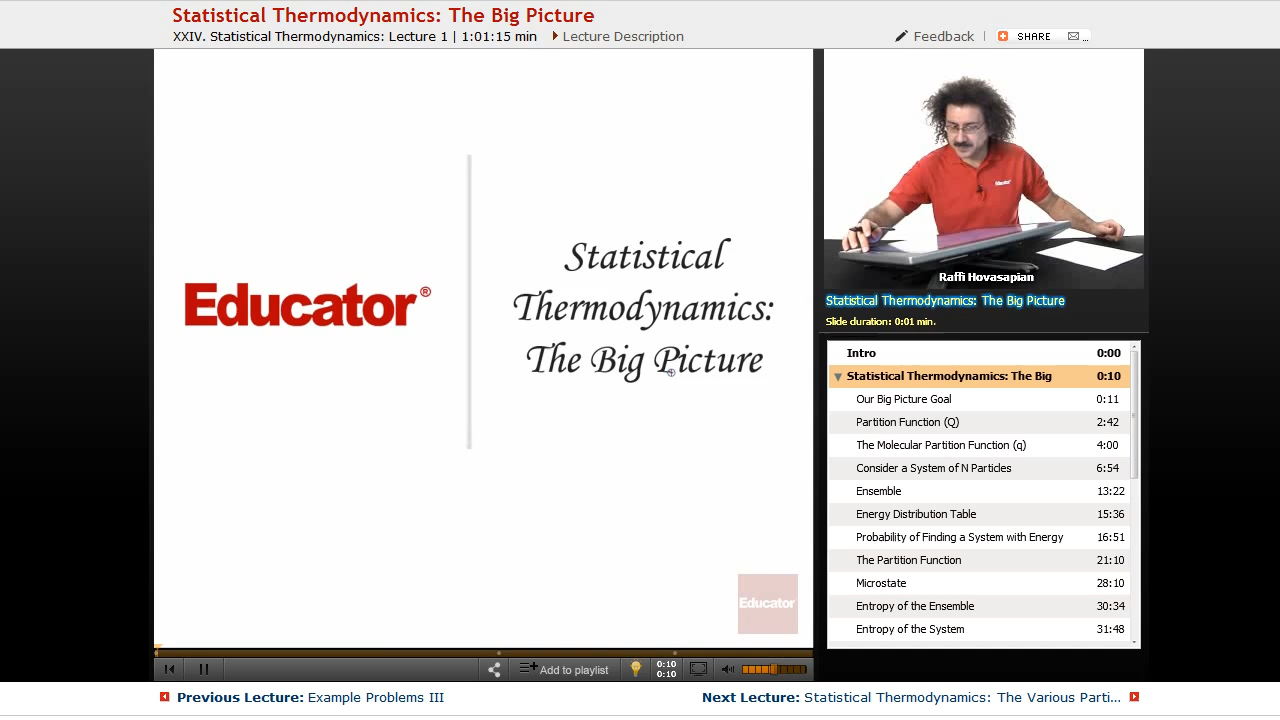 Statistical Thermodynamics: The Big Picture
XXIV. Statistical Thermodynamics: Lecture 1 | 1:01:15 min Lecture Description
Feedback | SHARE ...
Educator®
Statistical
Thermodynamics:
The Big Picture
Educator
Raffi Hovasapian
Statistical Thermodynamics: The Big Picture
Slide duration: 0:01 min.
Intro 0:00
Statistical Thermodynamics: The Big 0:10
Our Big Picture Goal 0:11
Partition Function (Q) 2:42
The Molecular Partition Function (q) 4:00
Consider a System of N Particles 6:54
Ensemble 13:22
Energy Distribution Table 15:36
Probability of Finding a System with Energy 16:51
The Partition Function 21:10
Microstate 28:10
Entropy of the Ensemble 30:34
Entropy of the System 31:48
Add to playlist
0:10
0:10
Previous Lecture: Example Problems III
Next Lecture: Statistical Thermodynamics: The Various Parti...